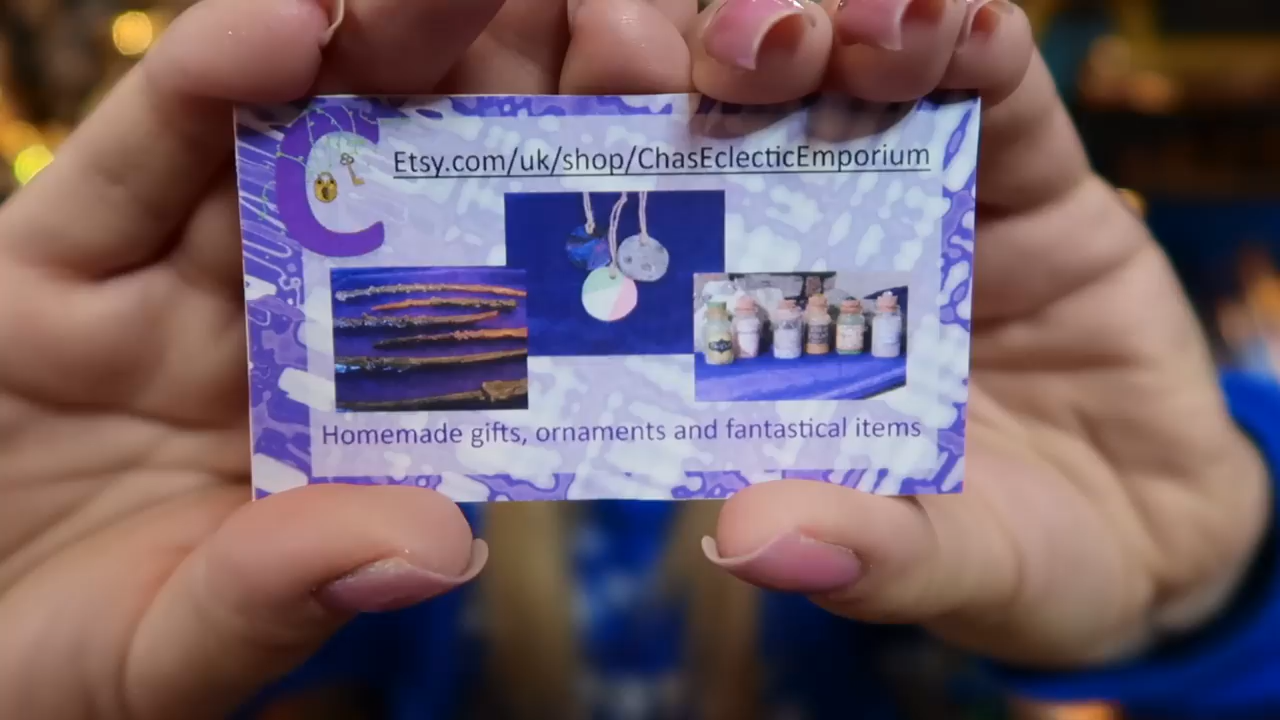 C
Etsy.com/uk/shop/ChasEclecticEmporium
Homemade gifts, ornaments and fantastical items